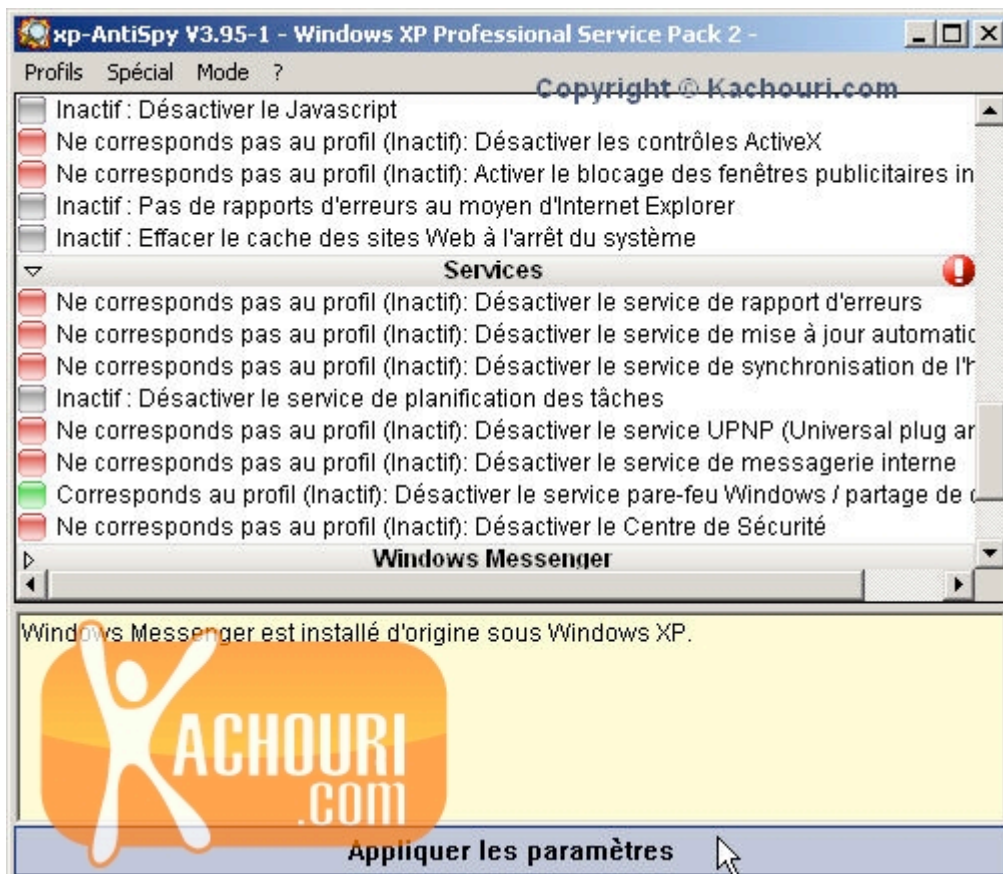 xp-AntiSpy V3.95-1 - Windows XP Professional Service Pack 2 -
Profils Spécial Mode ?
Copyright © Kachouri.com
Inactif : Désactiver le Javascript
Ne corresponds pas au profil (Inactif): Désactiver les contrôles ActiveX
Ne corresponds pas au profil (Inactif): Activer le blocage des fenêtres publicitaires in
Inactif : Pas de rapports d'erreurs au moyen d'Internet Explorer
Inactif : Effacer le cache des sites Web à l'arrêt du système
Services
Ne corresponds pas au profil (Inactif): Désactiver le service de rapport d'erreurs
Ne corresponds pas au profil (Inactif): Désactiver le service de mise à jour automatic
Ne corresponds pas au profil (Inactif): Désactiver le service de synchronisation de l'h
Inactif : Désactiver le service de planification des tâches
Ne corresponds pas au profil (Inactif): Désactiver le service UPNP (Universal plug ar
Ne corresponds pas au profil (Inactif): Désactiver le service de messagerie interne
Corresponds au profil (Inactif): Désactiver le service pare-feu Windows / partage de c
Ne corresponds pas au profil (Inactif): Désactiver le Centre de Sécurité
Windows Messenger
Windows Messenger est installé d'origine sous Windows XP.
KACHOURI
.COM
Appliquer les paramètres